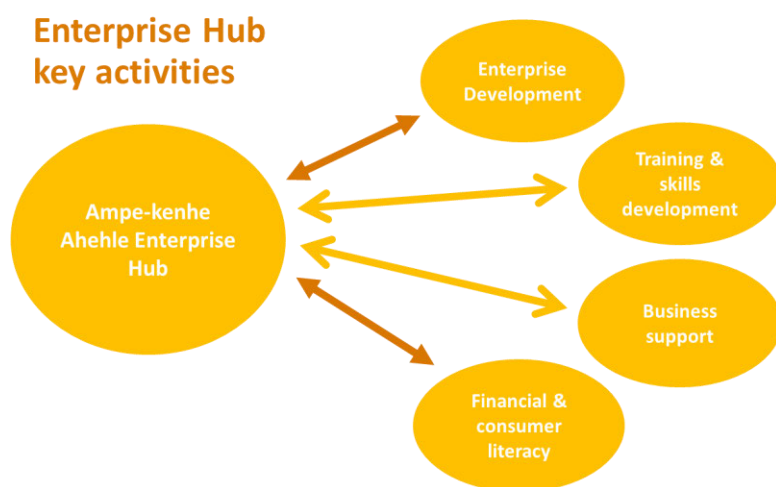 Enterprise Hub
key activities
Enterprise
Development
Ampe-kenhe
Ahehle Enterprise
Hub
Training &
skills
development
Business
support
Financial &
consumer
literacy